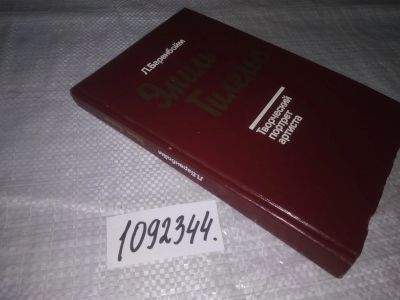 Л.Баренбойм
Эмиль
Гилельс
Творческий
портрет
артиста
Л.Баренбойм
1092344.